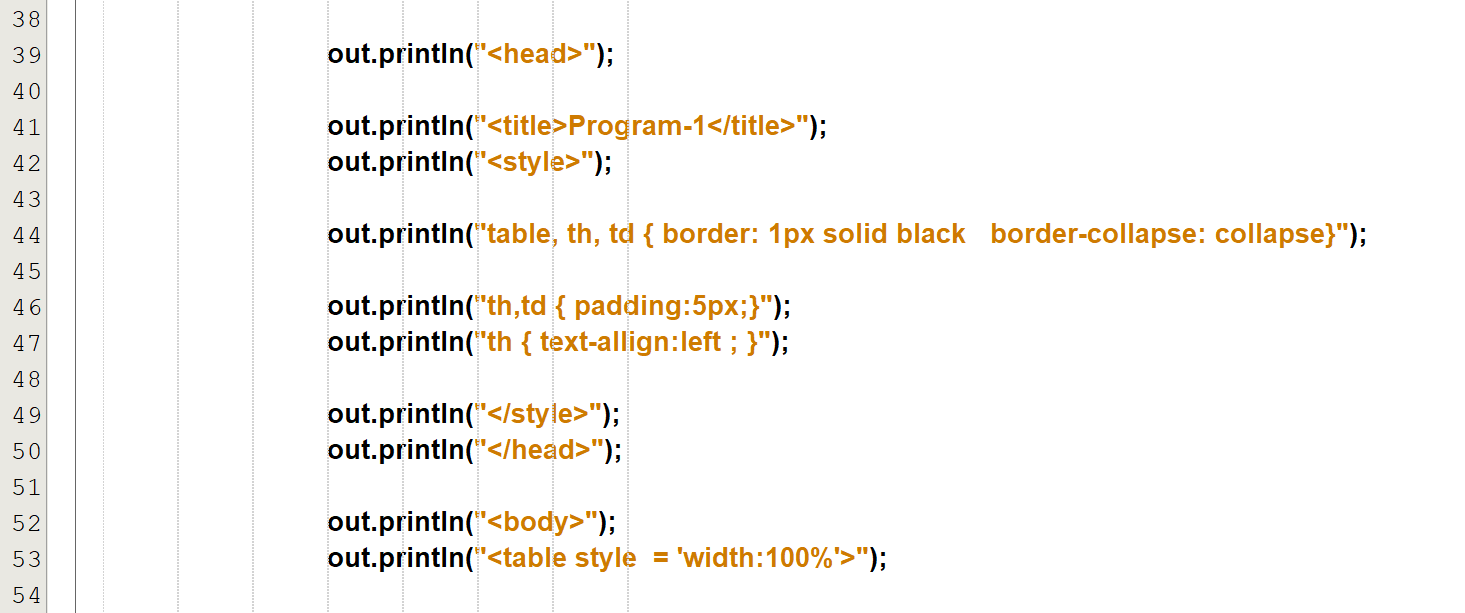 38
39 out.println("<head>");
40
41 out.println("<title>Program-1</title>");
42 out.println("<style>");
43
44 out.println("table, th, td { border: 1px solid black   border-collapse: collapse}");
45
46 out.println("th,td { padding:5px;}");
47 out.println("th { text-allign:left ; }");
48
49 out.println("</style>");
50 out.println("</head>");
51
52 out.println("<body>");
53 out.println("<table style  = 'width:100%'>");
54